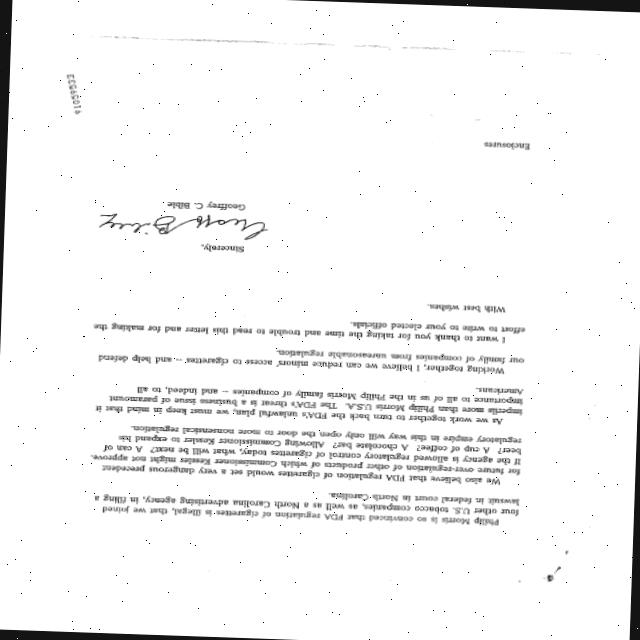 Philip Morris is so convinced that FDA regulation of cigarettes is illegal, that we joined
four other U.S. tobacco companies, as well as a North Carolina advertising agency, in filing a
lawsuit in federal court in North Carolina.
We also believe that FDA regulation of cigarettes would set a very dangerous precedent
for future over-regulation of other products of which Commissioner Kessler might not approve.
If the agency is allowed regulatory control of cigarettes today, what will be next? A can of
beer? A cup of coffee? A chocolate bar? Allowing Commissioner Kessler to expand his
regulatory empire in this way will only open the door to more nonsensical regulation.
As we work together to turn back the FDA's unlawful plan, we must keep in mind that it
imperils more than Philip Morris U.S.A. The FDA's threat is a business issue of paramount
importance to all of us in the Philip Morris family of companies -- and indeed, to all
Americans.
Working together, I believe we can reduce minors' access to cigarettes -- and help defend
our family of companies from unreasonable regulation.
I want to thank you for taking the time and trouble to read this letter and for making the
effort to write to your elected officials.
With best wishes.
Sincerely,
Geoffrey C. Bible
Enclosures